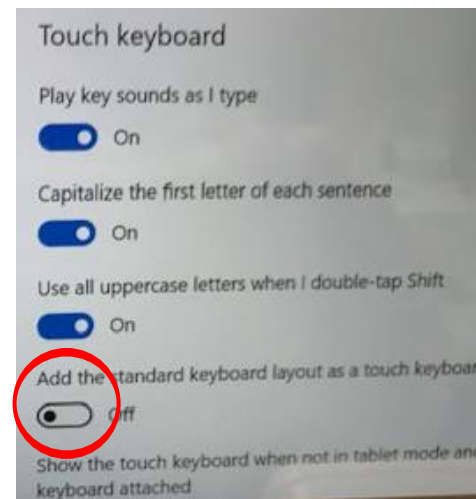 Touch keyboard
Play key sounds as I type
On
Capitalize the first letter of each sentence
On
Use all uppercase letters when I double-tap Shift
On
Add the standard keyboard layout as a touch keyboar
Off
Show the touch keyboard when not in tablet mode and
keyboard attached